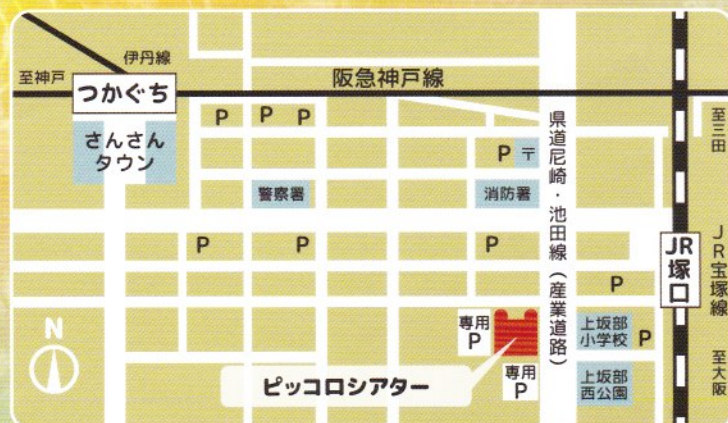 伊丹線
至神戸
阪急神戸線
つかぐち
さんさん
タウン
P
P
P
P 〒
警察署
消防署
県道尼崎・池田線（産業道路）
至三田
P
P
P
JR
塚口
JR宝塚線
P
N
専用
P
上坂部
小学校
P
至大阪
ピッコロシアター
専用
P
上坂部
西公園